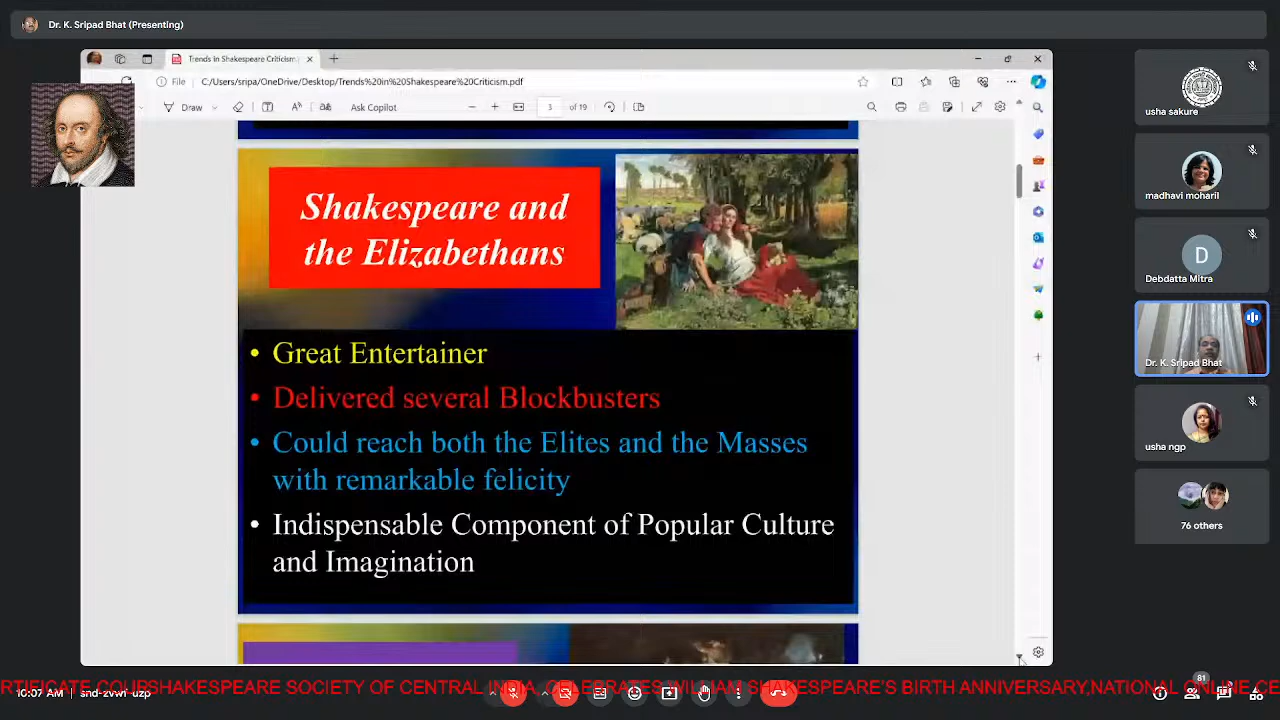 Dr. K. Sripad Bhat (Presenting)
Trends in Shakespeare Criticism.
File
C:/Users/sripa/OneDrive/Desktop/Trends%20in%20Shakespeare%20Criticism.pdf
Draw
Ask Copilot
3 of 19
Shakespeare and
the Elizabethans
• Great Entertainer
• Delivered several Blockbusters
• Could reach both the Elites and the Masses
with remarkable felicity
• Indispensable Component of Popular Culture
and Imagination
usha sakure
madhavi moharil
D
Debdatta Mitra
Dr. K. Sripad Bhat
usha ngp
76 others
81
10:07 AM
snd-zvwf-uzp
RTIFICATE COUPSHAKESPEARE SOCIETY OF CENTRAL INDIA, CELEBRATES WILLIAM SHAKESPEARE'S BIRTH ANNIVERSARY,NATIONAL ONLINE CE